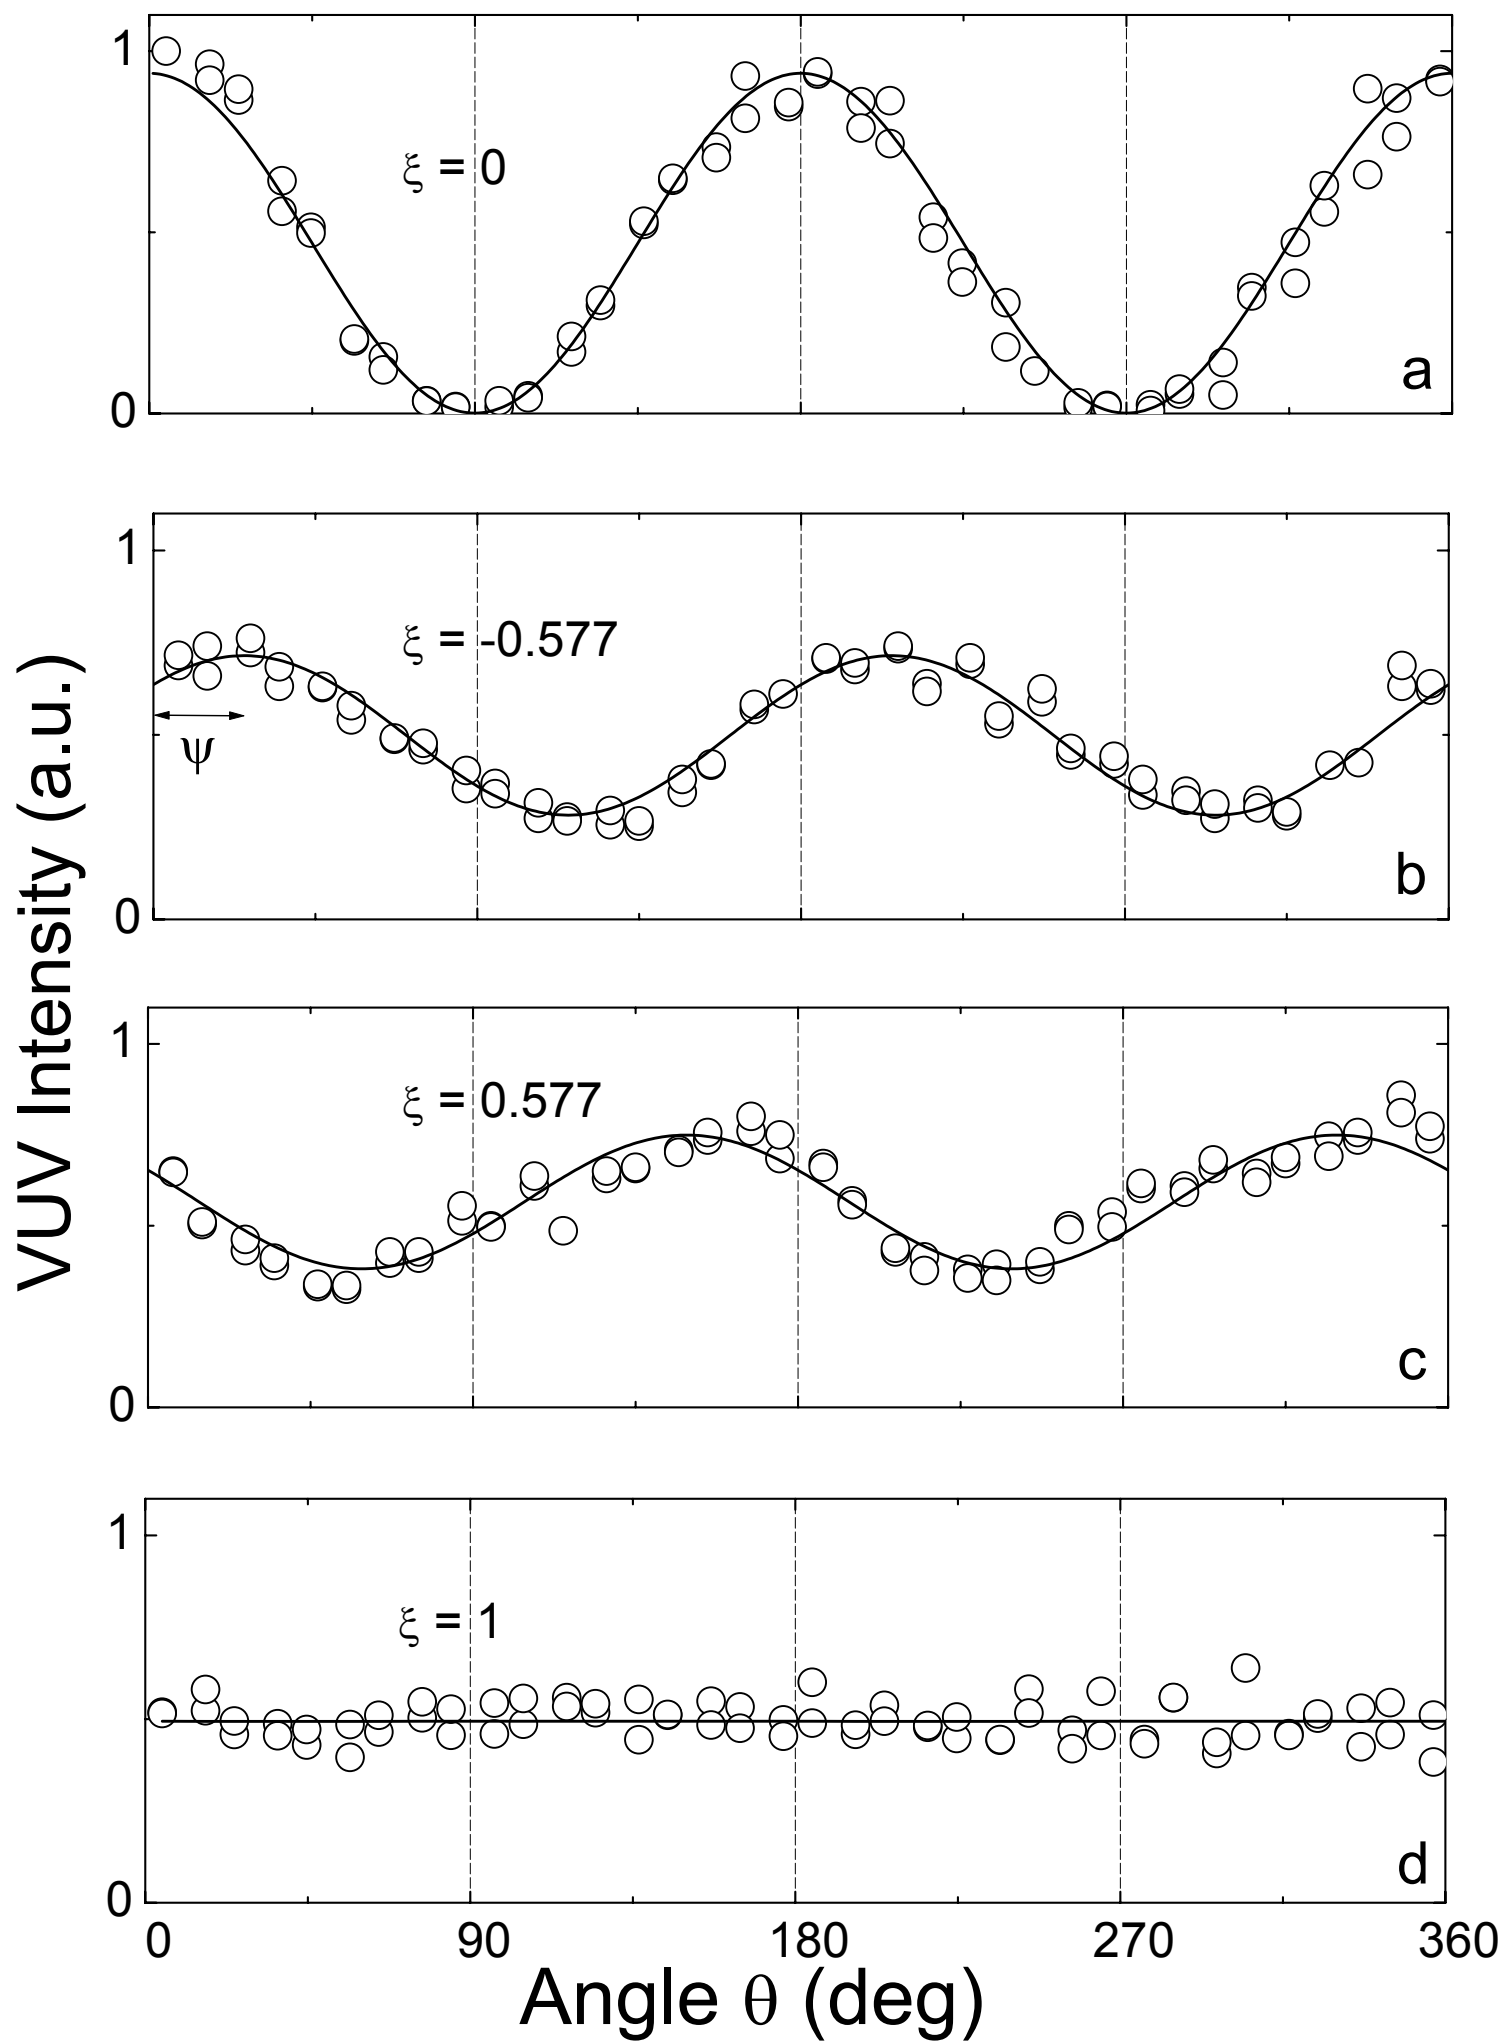 1
ξ = 0
a
0
1
ξ = -0.577
ψ
b
0
VUV Intensity (a.u.)
1
ξ = 0.577
c
0
1
ξ = 1
d
0
0 90 180 270 360
Angle θ (deg)